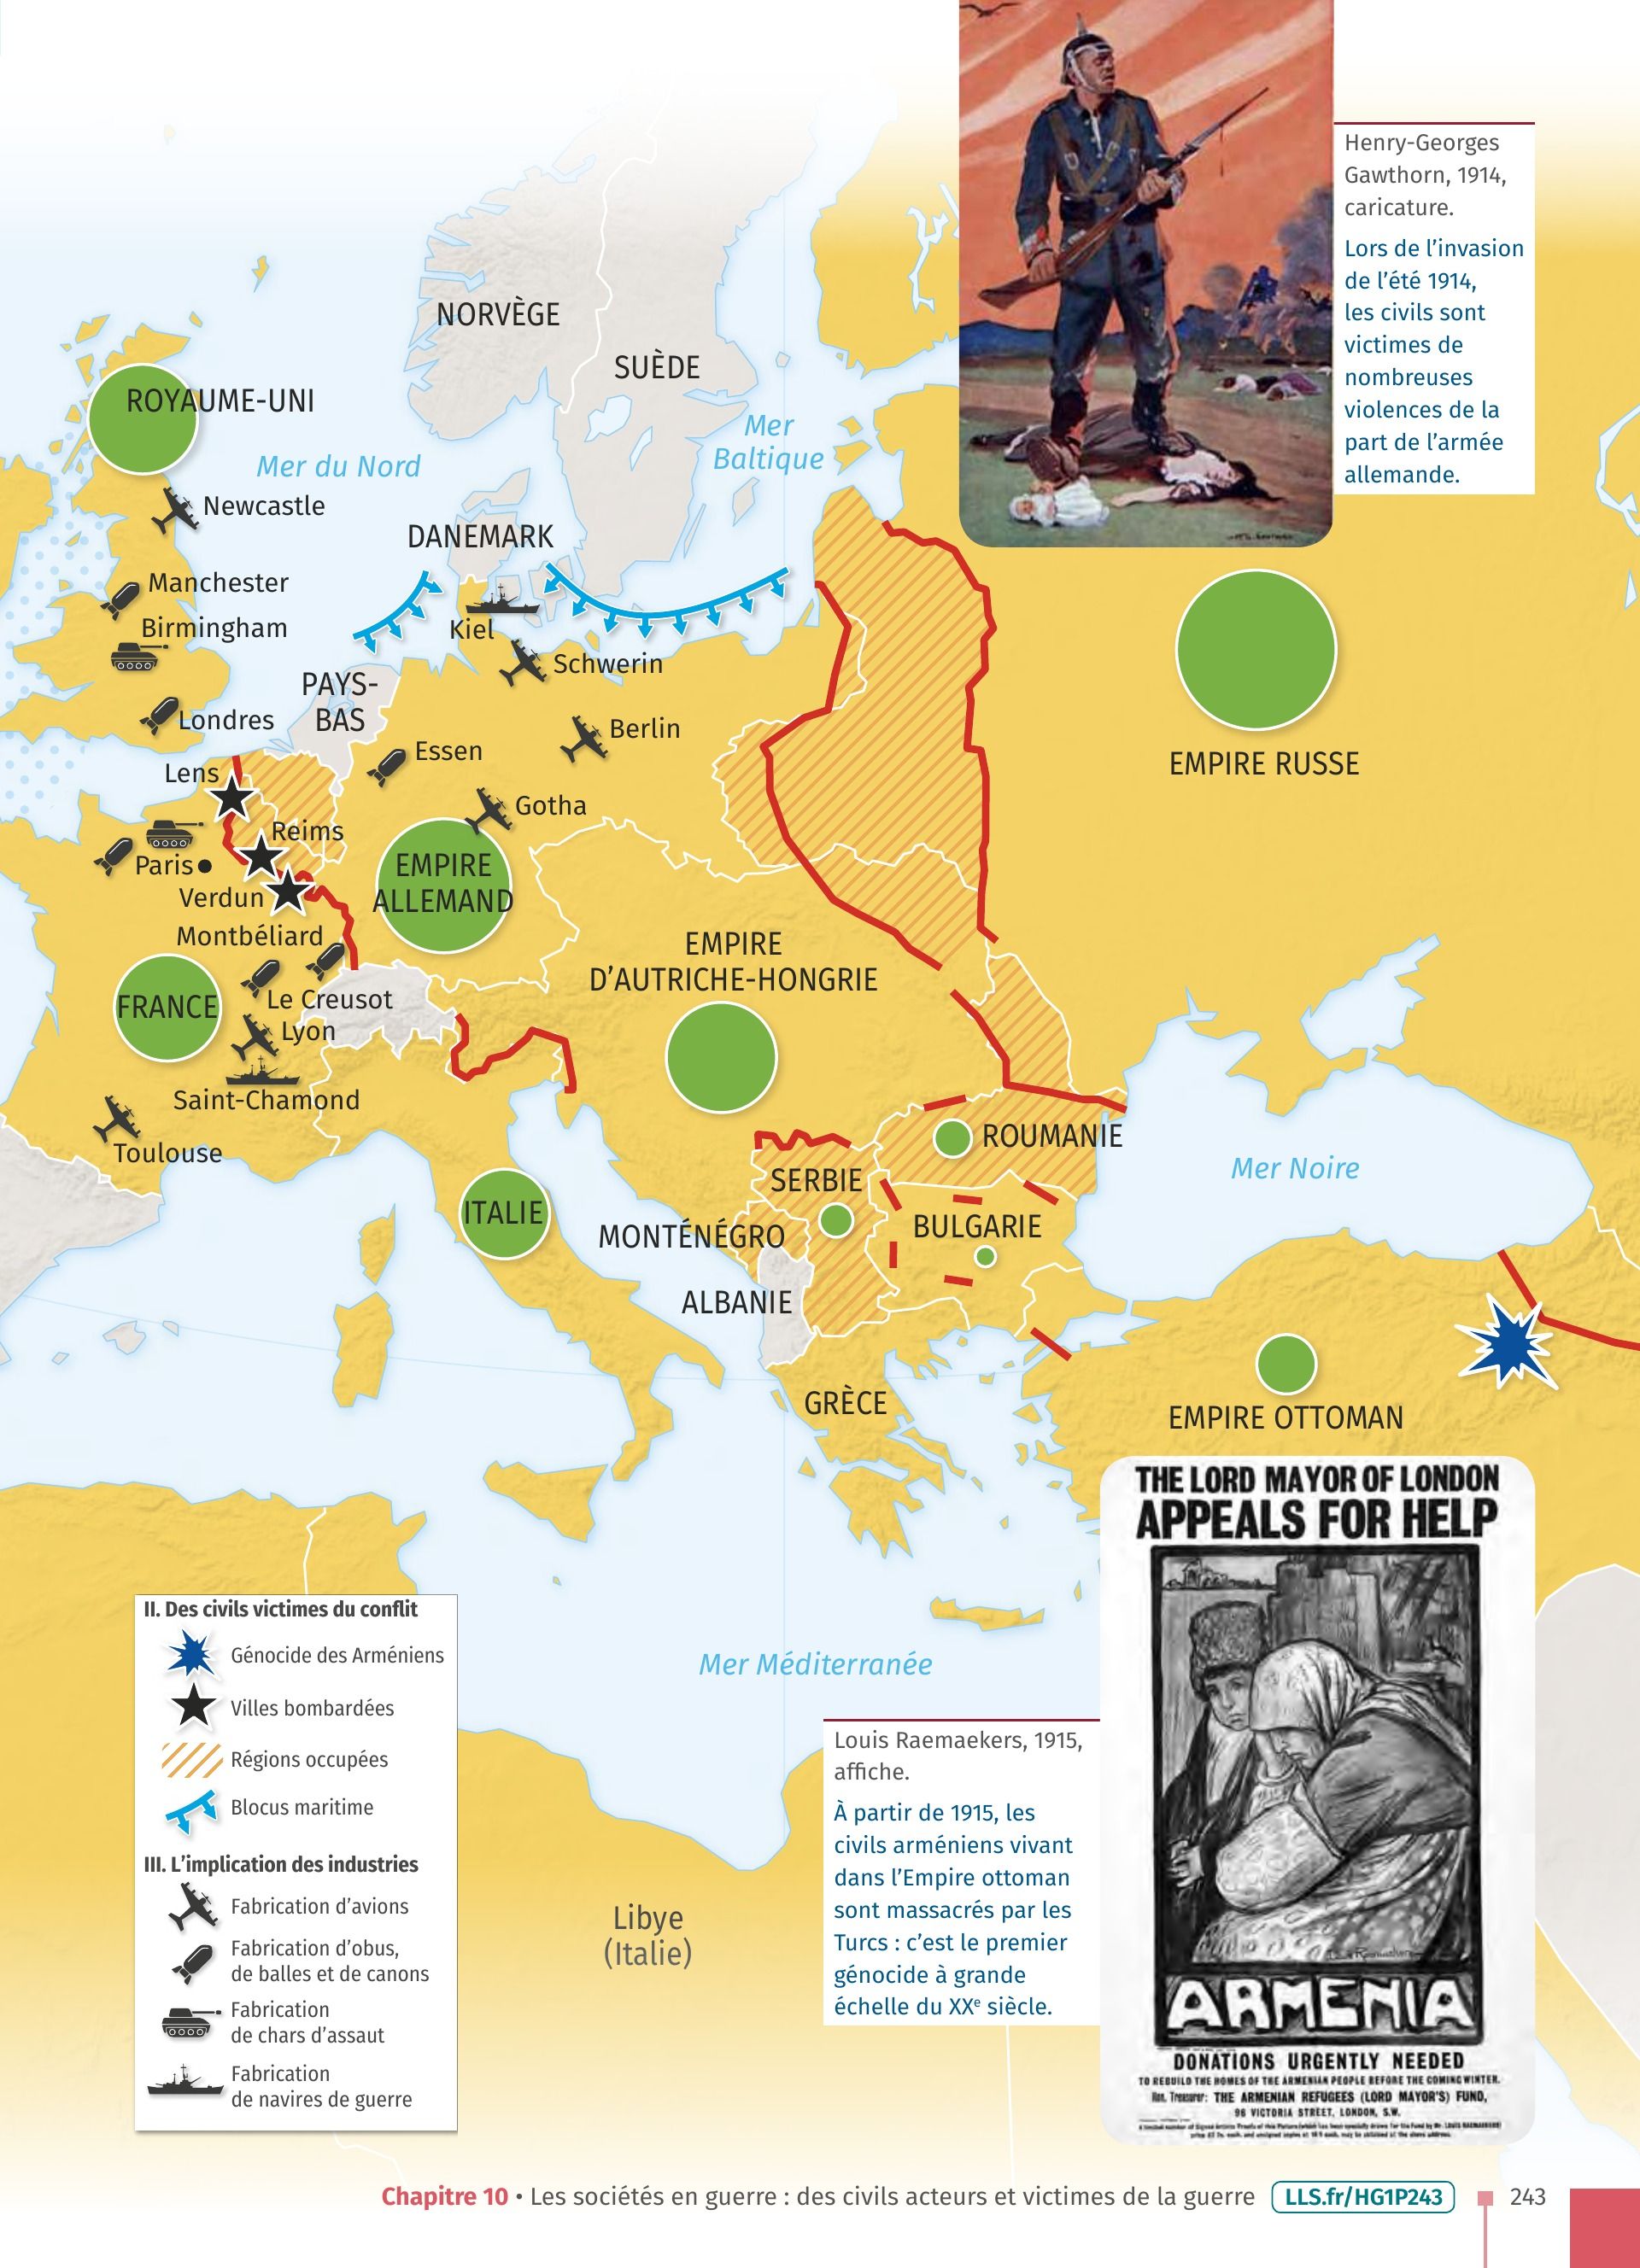 Henry-Georges
Gawthorn, 1914,
caricature.
Lors de l’invasion
de l’été 1914,
les civils sont
victimes de
nombreuses
violences de la
part de l’armée
allemande.
NORVÈGE
SUÈDE
ROYAUME-UNI
Mer
Baltique
Mer du Nord
Newcastle
DANEMARK
Manchester
Birmingham
Kiel
Schwerin
PAYS-
BAS
Londres
Berlin
Essen
EMPIRE RUSSE
Lens
Gotha
Reims
Paris
EMPIRE
ALLEMAND
Verdun
Montbéliard
EMPIRE
D’AUTRICHE-HONGRIE
FRANCE
Le Creusot
Lyon
Saint-Chamond
Toulouse
ROUMANIE
Mer Noire
SERBIE
ITALIE
BULGARIE
MONTÉNÉGRO
ALBANIE
GRÈCE
EMPIRE OTTOMAN
THE LORD MAYOR OF LONDON
APPEALS FOR HELP
ARMENIA
DONATIONS URGENTLY NEEDED
TO REBUILD THE HOMES OF THE ARMENIAN PEOPLE BEFORE THE COMING WINTER.
Hon. Treasurer: THE ARMENIAN REFUGEES (LORD MAYOR'S) FUND,
96 VICTORIA STREET, LONDON, S.W.
II. Des civils victimes du conflit
Génocide des Arméniens
Villes bombardées
Régions occupées
Blocus maritime
III. L’implication des industries
Fabrication d’avions
Fabrication d’obus,
de balles et de canons
Fabrication
de chars d’assaut
Fabrication
de navires de guerre
Mer Méditerranée
Libye
(Italie)
Louis Raemaekers, 1915,
affiche.
À partir de 1915, les
civils arméniens vivant
dans l’Empire ottoman
sont massacrés par les
Turcs : c’est le premier
génocide à grande
échelle du XXe siècle.
Chapitre 10 • Les sociétés en guerre : des civils acteurs et victimes de la guerre LLS.fr/HG1P243 243